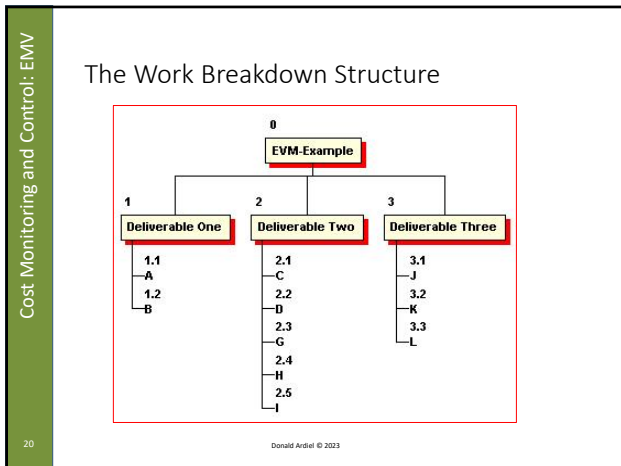 Cost Monitoring and Control: EMV
The Work Breakdown Structure
0
EVM-Example
1
Deliverable One
1.1
A
1.2
B
2
Deliverable Two
2.1
C
2.2
D
2.3
G
2.4
H
2.5
I
3
Deliverable Three
3.1
J
3.2
K
3.3
L
20
Donald Ardiel © 2023